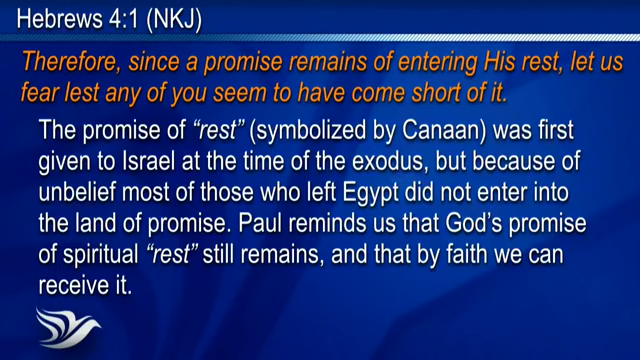 Hebrews 4:1 (NKJ)
Therefore, since a promise remains of entering His rest, let us
fear lest any of you seem to have come short of it.
The promise of “rest” (symbolized by Canaan) was first
given to Israel at the time of the exodus, but because of
unbelief most of those who left Egypt did not enter into
the land of promise. Paul reminds us that God’s promise
of spiritual “rest” still remains, and that by faith we can
receive it.